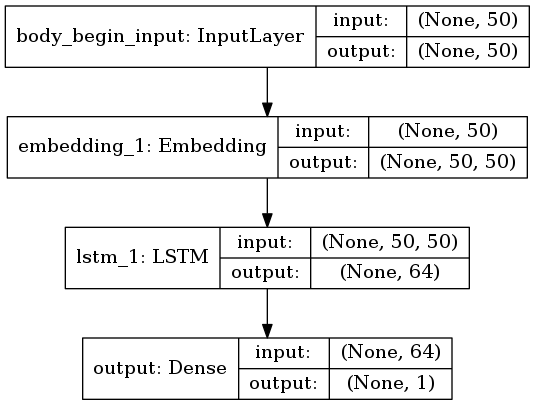 body_begin_input: InputLayer
input: (None, 50)
output: (None, 50)
embedding_1: Embedding
input: (None, 50)
output: (None, 50, 50)
lstm_1: LSTM
input: (None, 50, 50)
output: (None, 64)
output: Dense
input: (None, 64)
output: (None, 1)